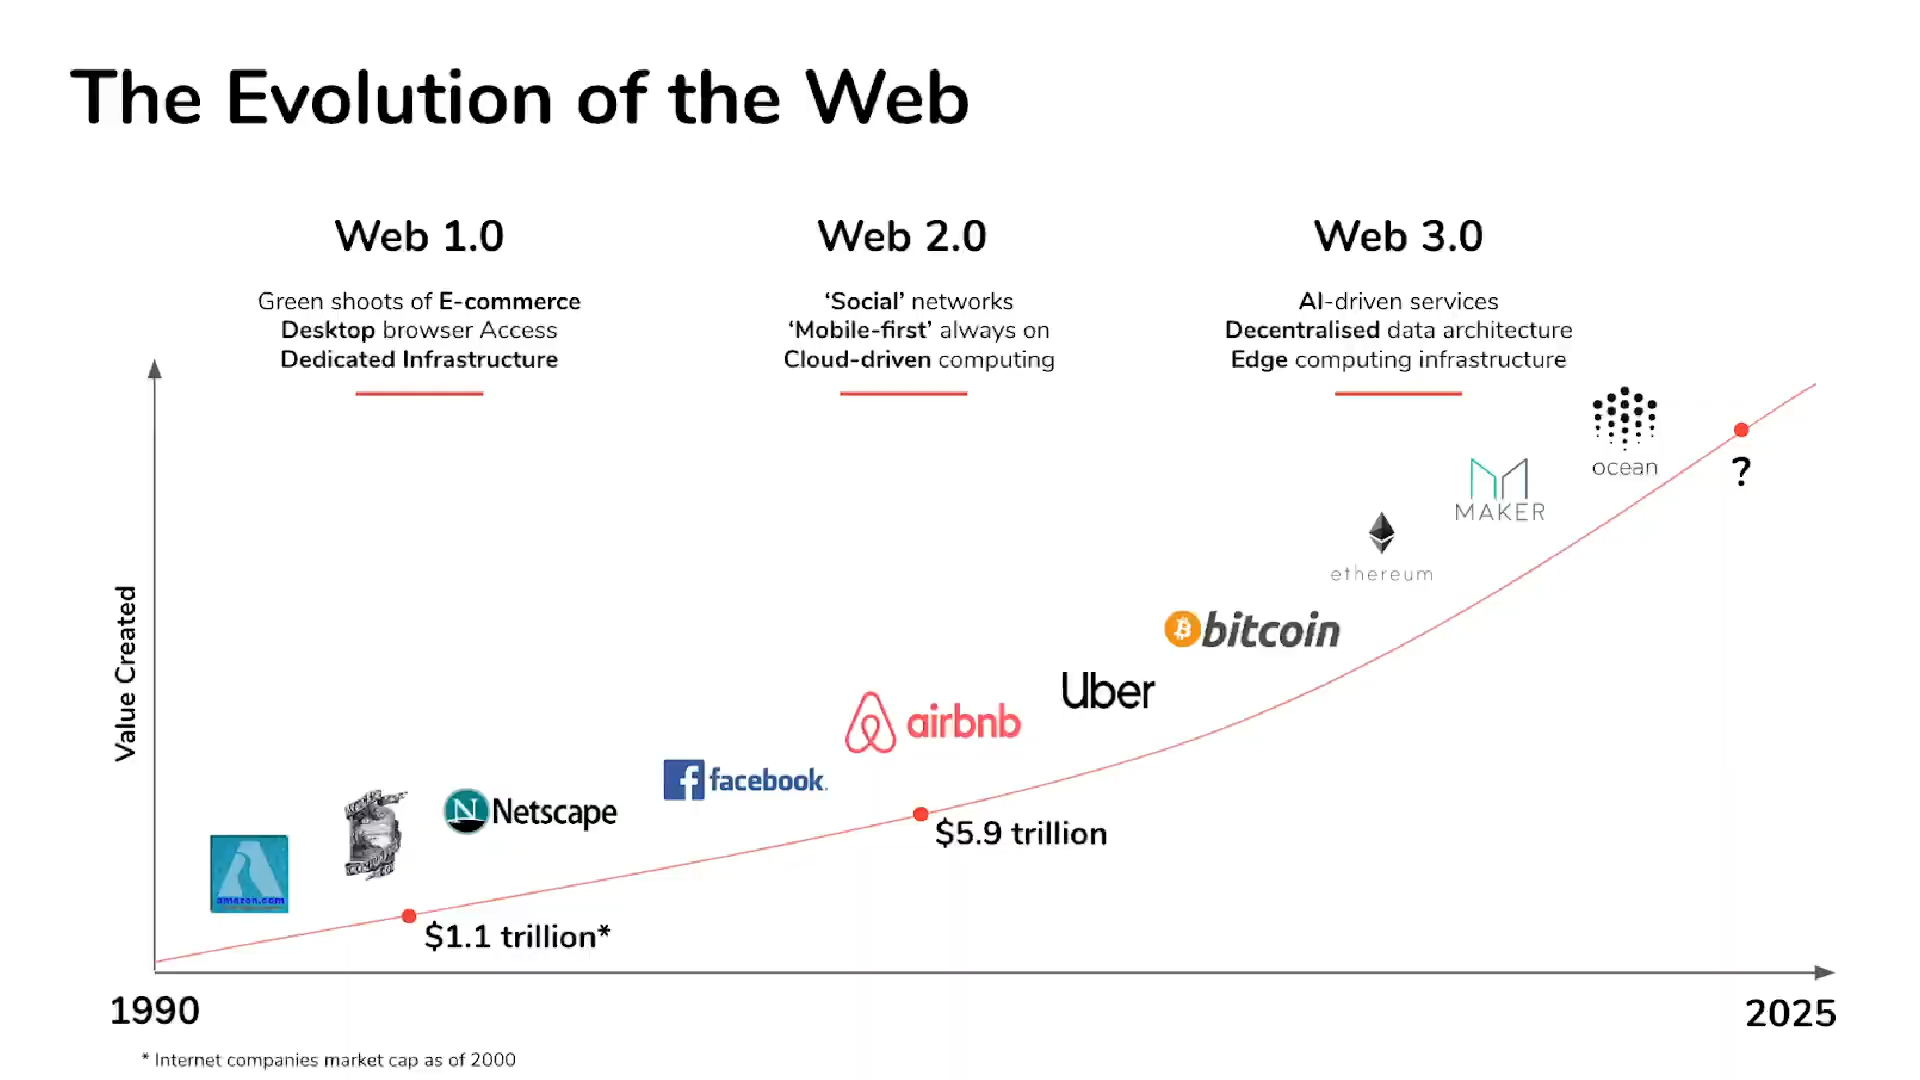 The Evolution of the Web
Web 1.0
Green shoots of E-commerce
Desktop browser Access
Dedicated Infrastructure
Web 2.0
‘Social’ networks
‘Mobile-first’ always on
Cloud-driven computing
Web 3.0
AI-driven services
Decentralised data architecture
Edge computing infrastructure
ocean
?
MAKER
ethereum
bitcoin
Uber
airbnb
facebook.
Netscape
amazon.com
Value Created
$5.9 trillion
$1.1 trillion*
1990
2025
* Internet companies market cap as of 2000